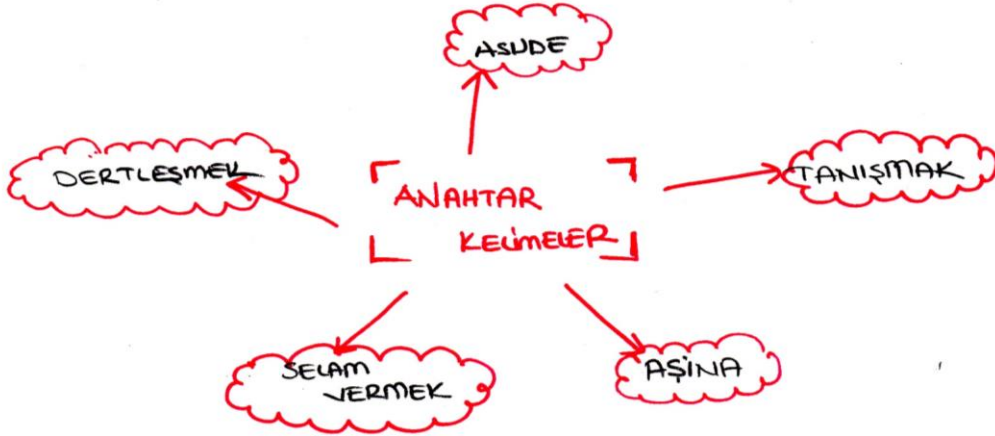 ASUDE
DERTLEŞMEK
TANIŞMAK
ANAHTAR
KELİMELER
SELAM
VERMEK
AŞİNA